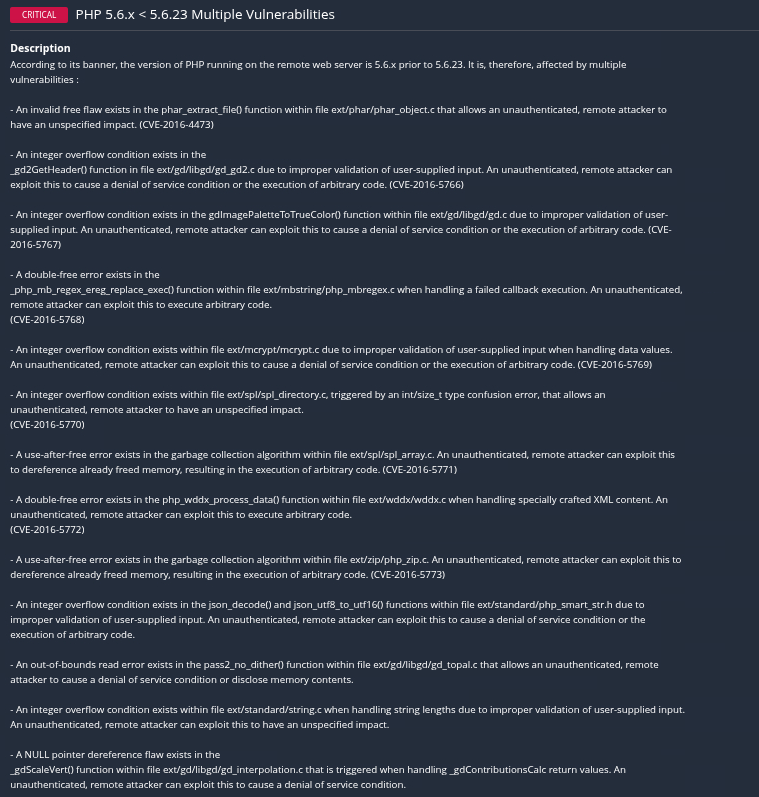 CRITICAL PHP 5.6.x < 5.6.23 Multiple Vulnerabilities
Description
According to its banner, the version of PHP running on the remote web server is 5.6.x prior to 5.6.23. It is, therefore, affected by multiple
vulnerabilities :
- An invalid free flaw exists in the phar_extract_file() function within file ext/phar/phar_object.c that allows an unauthenticated, remote attacker to
have an unspecified impact. (CVE-2016-4473)
- An integer overflow condition exists in the
_gd2GetHeader() function in file ext/gd/libgd/gd_gd2.c due to improper validation of user-supplied input. An unauthenticated, remote attacker can
exploit this to cause a denial of service condition or the execution of arbitrary code. (CVE-2016-5766)
- An integer overflow condition exists in the gdImagePaletteToTrueColor() function within file ext/gd/libgd/gd.c due to improper validation of user-
supplied input. An unauthenticated, remote attacker can exploit this to cause a denial of service condition or the execution of arbitrary code. (CVE-
2016-5767)
- A double-free error exists in the
_php_mb_regex_ereg_replace_exec() function within file ext/mbstring/php_mbregex.c when handling a failed callback execution. An unauthenticated,
remote attacker can exploit this to execute arbitrary code.
(CVE-2016-5768)
- An integer overflow condition exists within file ext/mcrypt/mcrypt.c due to improper validation of user-supplied input when handling data values.
An unauthenticated, remote attacker can exploit this to cause a denial of service condition or the execution of arbitrary code. (CVE-2016-5769)
- An integer overflow condition exists within file ext/spl/spl_directory.c, triggered by an int/size_t type confusion error, that allows an
unauthenticated, remote attacker to have an unspecified impact.
(CVE-2016-5770)
- A use-after-free error exists in the garbage collection algorithm within file ext/spl/spl_array.c. An unauthenticated, remote attacker can exploit this
to dereference already freed memory, resulting in the execution of arbitrary code. (CVE-2016-5771)
- A double-free error exists in the php_wddx_process_data() function within file ext/wddx/wddx.c when handling specially crafted XML content. An
unauthenticated, remote attacker can exploit this to execute arbitrary code.
(CVE-2016-5772)
- A use-after-free error exists in the garbage collection algorithm within file ext/zip/php_zip.c. An unauthenticated, remote attacker can exploit this to
dereference already freed memory, resulting in the execution of arbitrary code. (CVE-2016-5773)
- An integer overflow condition exists in the json_decode() and json_utf8_to_utf16() functions within file ext/standard/php_smart_str.h due to
improper validation of user-supplied input. An unauthenticated, remote attacker can exploit this to cause a denial of service condition or the
execution of arbitrary code.
- An out-of-bounds read error exists in the pass2_no_dither() function within file ext/gd/libgd/gd_topal.c that allows an unauthenticated, remote
attacker to cause a denial of service condition or disclose memory contents.
- An integer overflow condition exists within file ext/standard/string.c when handling string lengths due to improper validation of user-supplied input.
An unauthenticated, remote attacker can exploit this to have an unspecified impact.
- A NULL pointer dereference flaw exists in the
_gdScaleVert() function within file ext/gd/libgd/gd_interpolation.c that is triggered when handling _gdContributionsCalc return values. An
unauthenticated, remote attacker can exploit this to cause a denial of service condition.